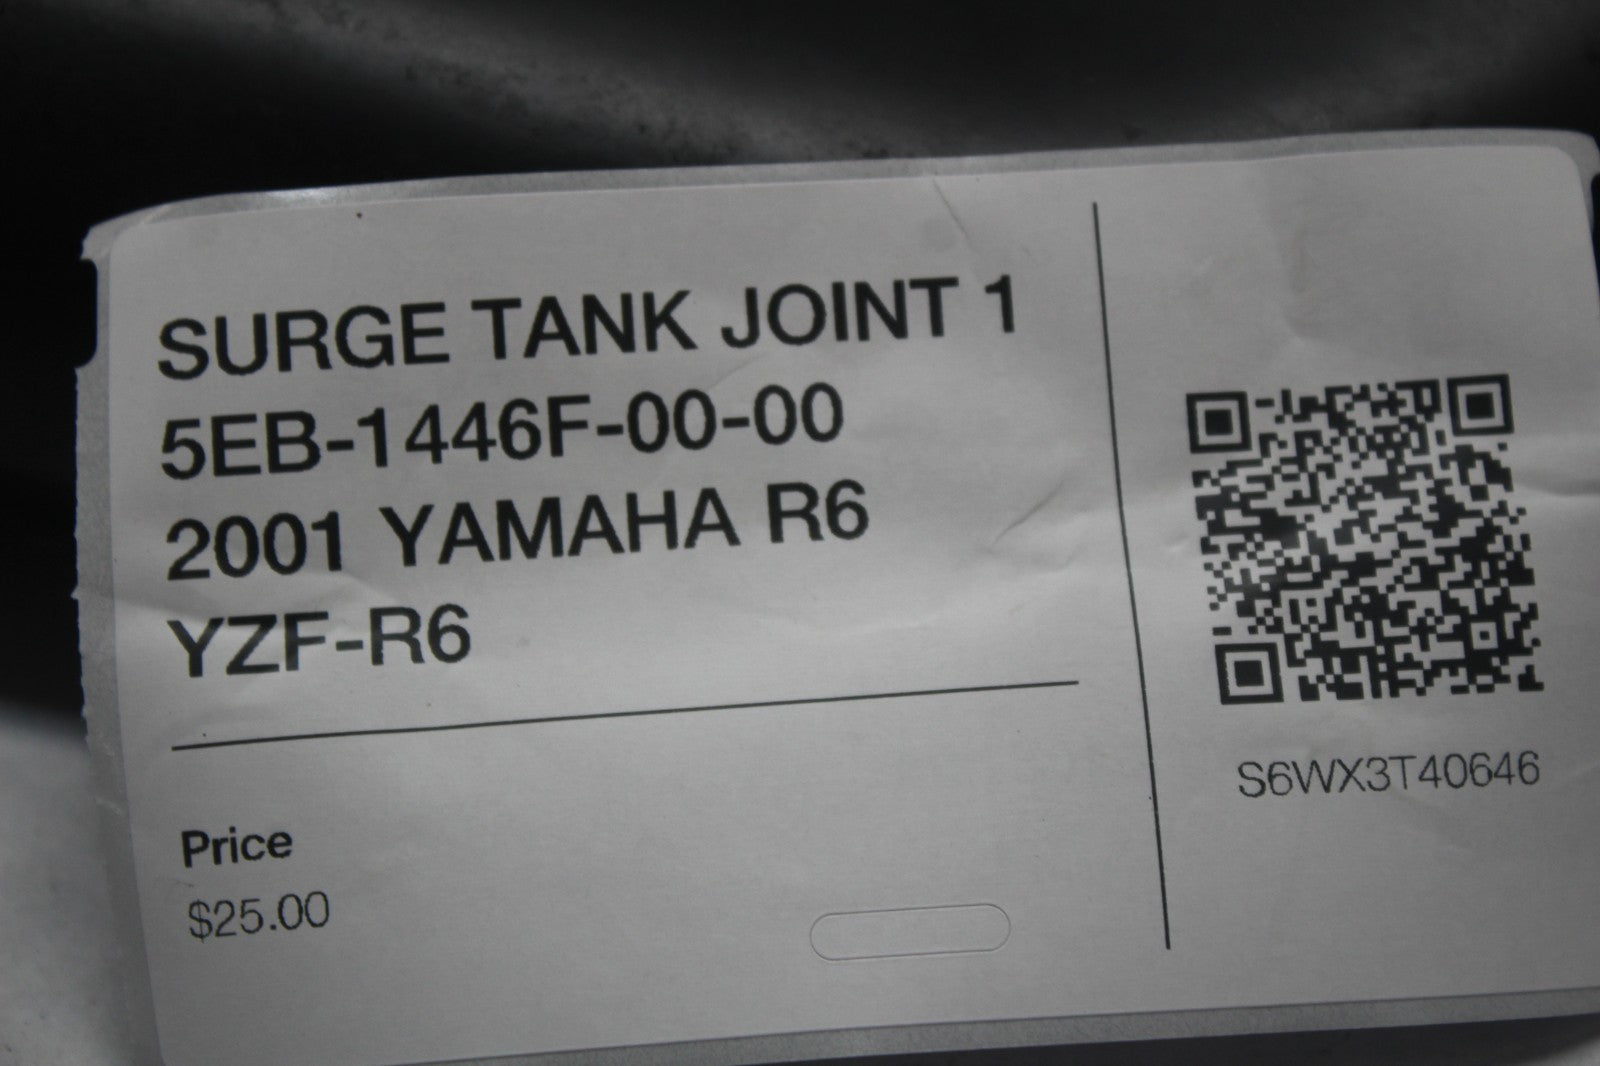 SURGE TANK JOINT 1
5EB-1446F-00-00
2001 YAMAHA R6
YZF-R6
Price
$25.00
S6WX3T40646